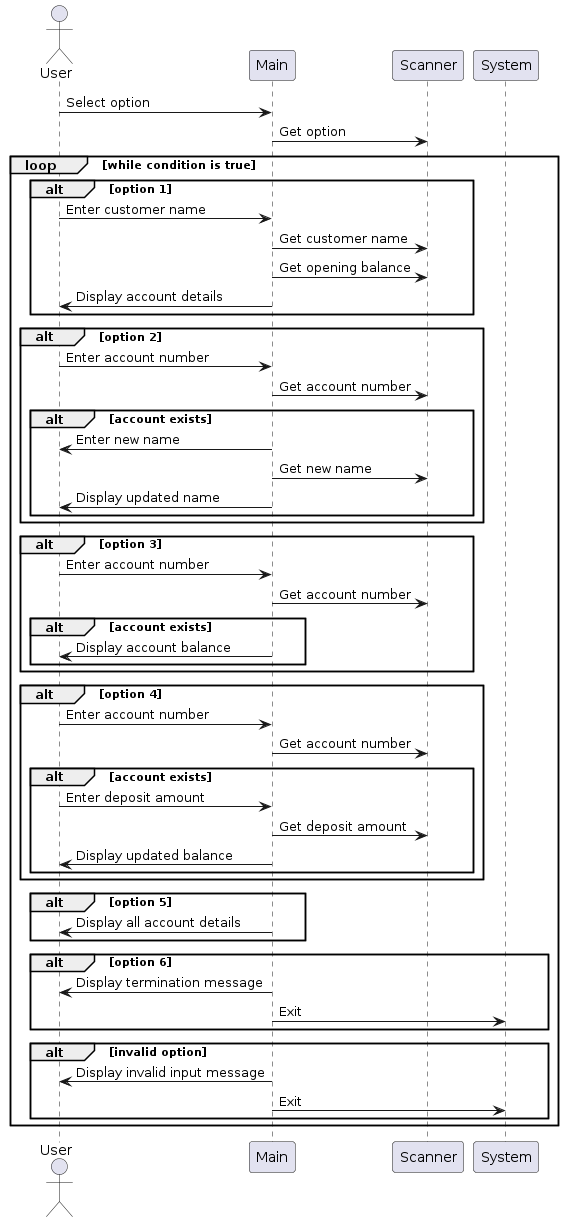 User
Main
Scanner
System
Select option
Get option
loop [while condition is true]
alt [option 1]
Enter customer name
Get customer name
Get opening balance
Display account details
alt [option 2]
Enter account number
Get account number
alt [account exists]
Enter new name
Get new name
Display updated name
alt [option 3]
Enter account number
Get account number
alt [account exists]
Display account balance
alt [option 4]
Enter account number
Get account number
alt [account exists]
Enter deposit amount
Get deposit amount
Display updated balance
alt [option 5]
Display all account details
alt [option 6]
Display termination message
Exit
alt [invalid option]
Display invalid input message
Exit
User
Main
Scanner
System